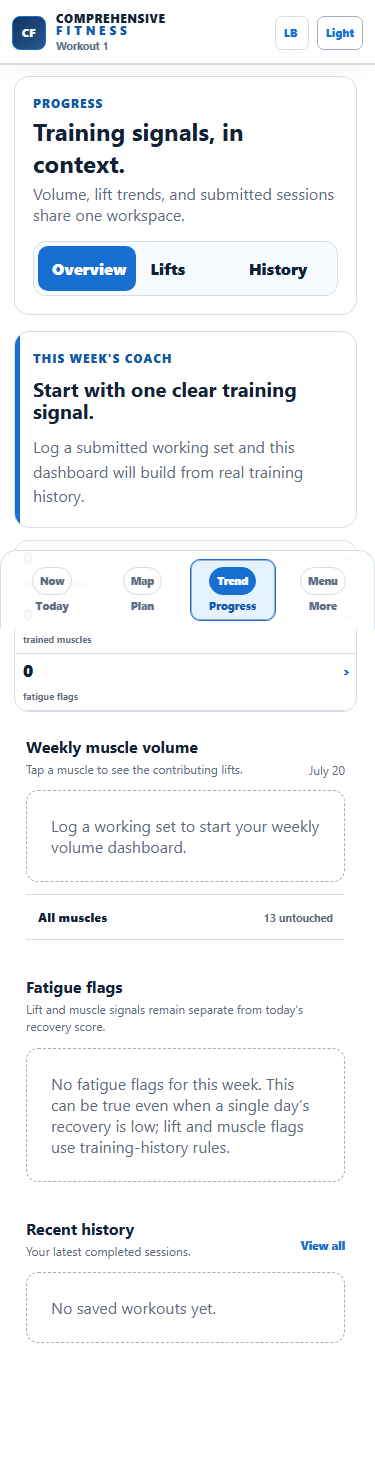 CF
COMPREHENSIVE
FITNESS
Workout 1
LB
Light
PROGRESS
Training signals, in
context.
Volume, lift trends, and submitted sessions
share one workspace.
Overview
Lifts
History
THIS WEEK'S COACH
Start with one clear training
signal.
Log a submitted working set and this
dashboard will build from real training
history.
0
Now
Today
Map
Plan
Trend
Progress
Menu
More
0
trained muscles
0
›
fatigue flags
Weekly muscle volume
Tap a muscle to see the contributing lifts.
July 20
Log a working set to start your weekly
volume dashboard.
All muscles
13 untouched
Fatigue flags
Lift and muscle signals remain separate from today's
recovery score.
No fatigue flags for this week. This
can be true even when a single day's
recovery is low; lift and muscle flags
use training-history rules.
Recent history
Your latest completed sessions.
View all
No saved workouts yet.